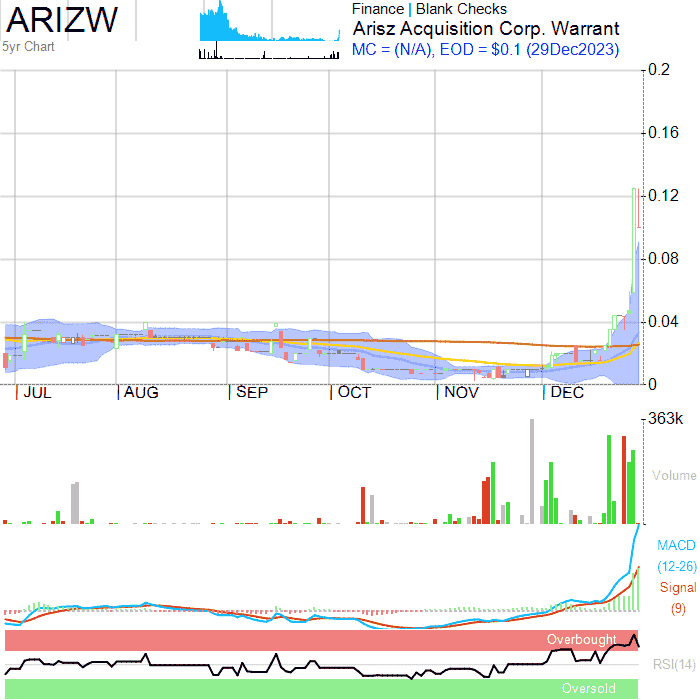 ARIZW
5yr Chart
Finance | Blank Checks
Arisz Acquisition Corp. Warrant
MC = (N/A), EOD = $0.1 (29Dec2023)
0.2
0.16
0.12
0.08
0.04
0
JUL AUG SEP OCT NOV DEC
363k
Volume
MACD
(12-26)
Signal
(9)
Overbought
RSI(14)
Oversold